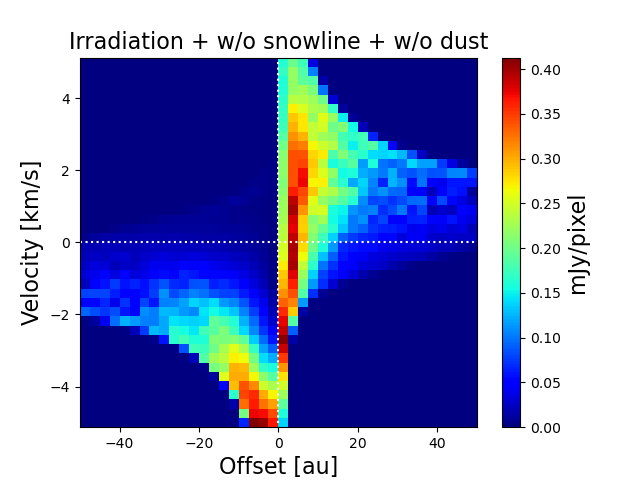 Irradiation + w/o snowline + w/o dust
Velocity [km/s]
4
2
0
−2
−4
−40 −20 0 20 40
Offset [au]
0.40
0.35
0.30
0.25
0.20
0.15
0.10
0.05
0.00
mJy/pixel